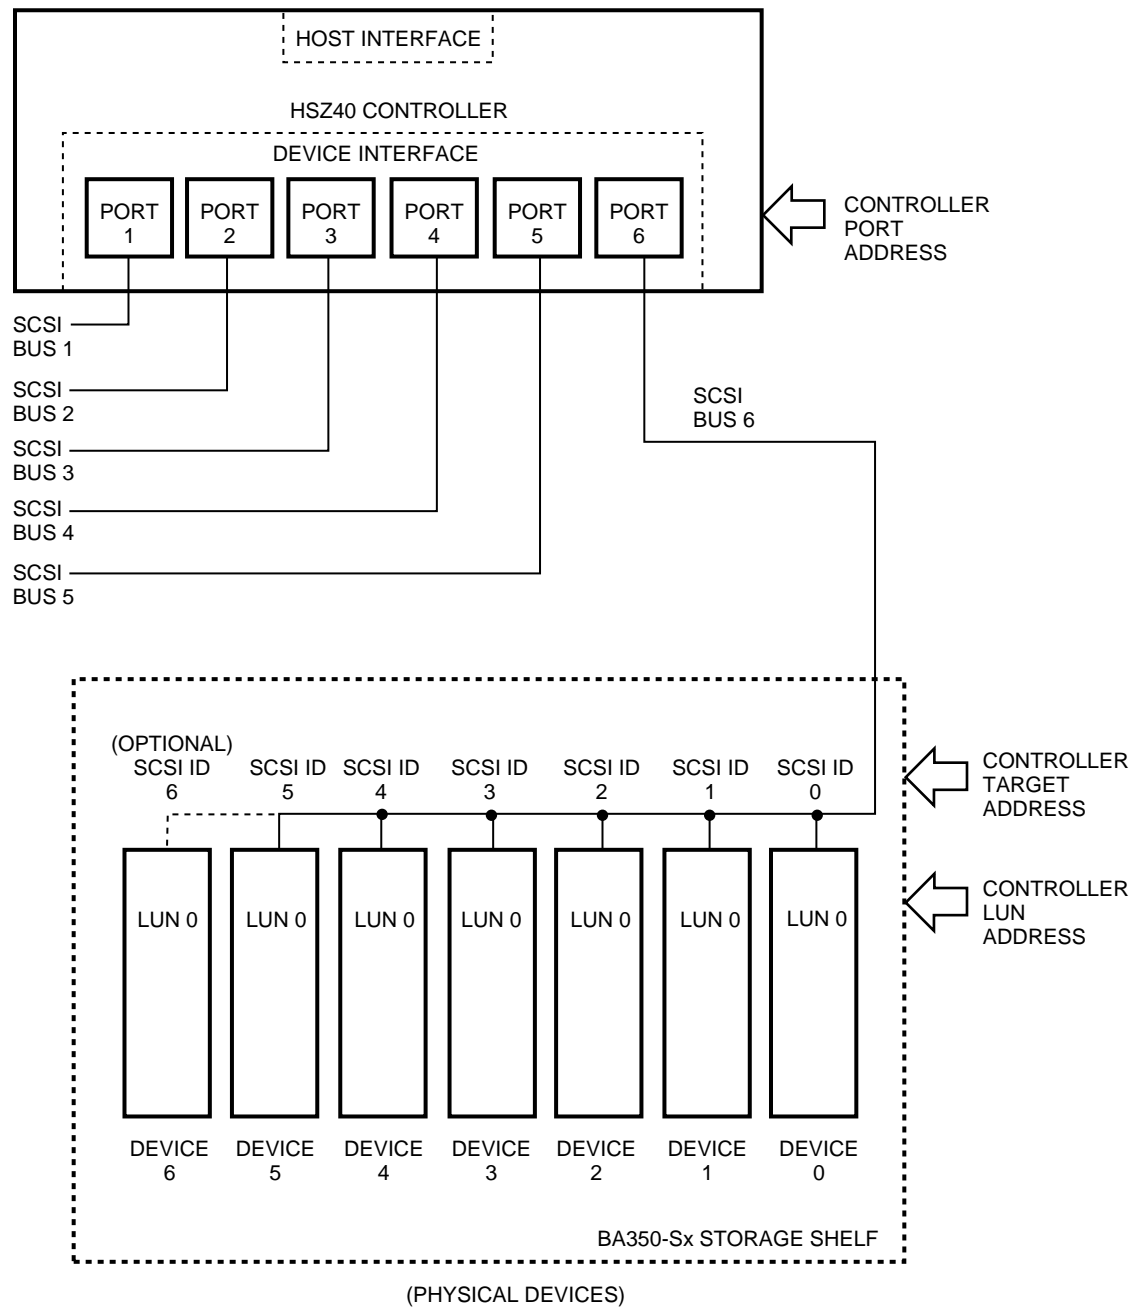 HOST INTERFACE
HSZ40 CONTROLLER
DEVICE INTERFACE
PORT 1
PORT 2
PORT 3
PORT 4
PORT 5
PORT 6
CONTROLLER
PORT
ADDRESS
SCSI
BUS 1
SCSI
BUS 2
SCSI
BUS 3
SCSI
BUS 4
SCSI
BUS 5
SCSI
BUS 6
(OPTIONAL)
SCSI ID
6
SCSI ID
5
SCSI ID
4
SCSI ID
3
SCSI ID
2
SCSI ID
1
SCSI ID
0
CONTROLLER
TARGET
ADDRESS
LUN 0
LUN 0
LUN 0
LUN 0
LUN 0
LUN 0
LUN 0
CONTROLLER
LUN
ADDRESS
DEVICE
6
DEVICE
5
DEVICE
4
DEVICE
3
DEVICE
2
DEVICE
1
DEVICE
0
BA350-Sx STORAGE SHELF
(PHYSICAL DEVICES)